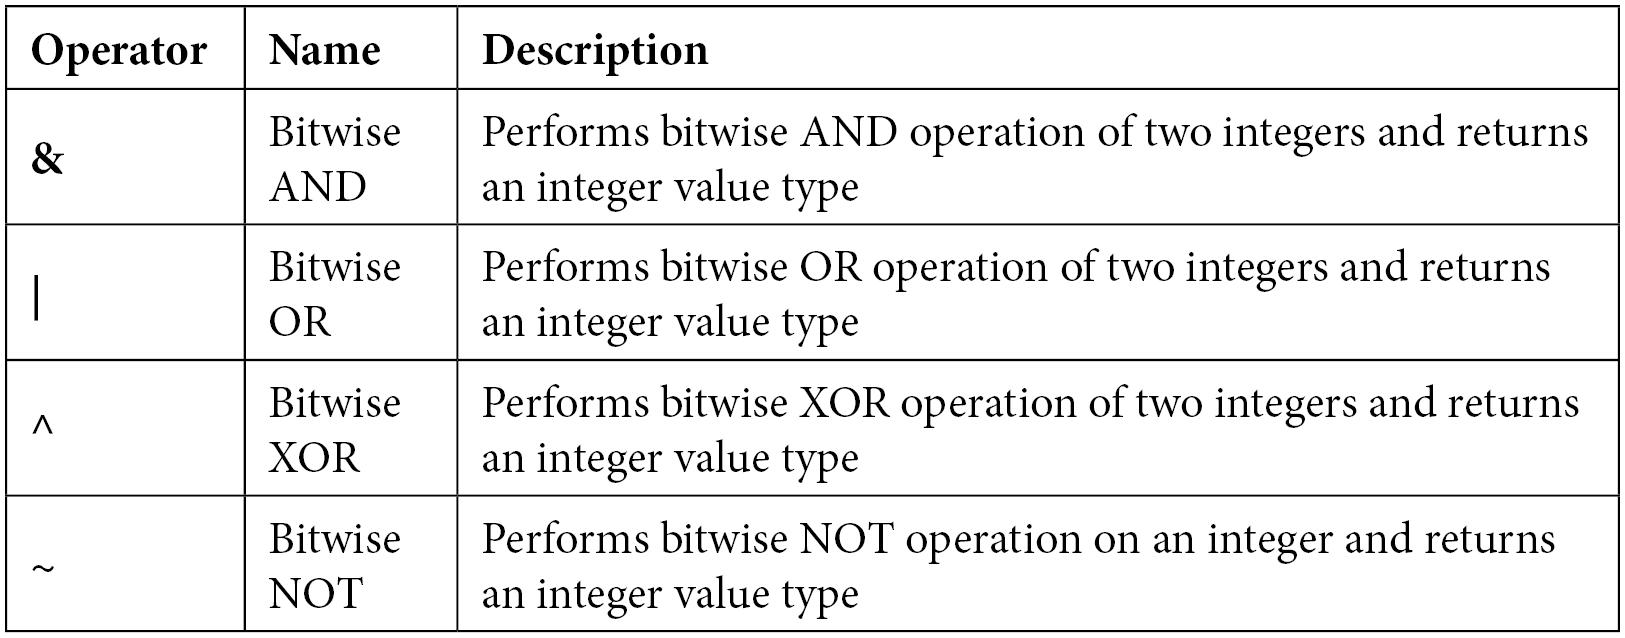 Operator Name Description
& Bitwise AND Performs bitwise AND operation of two integers and returns
an integer value type
| Bitwise OR Performs bitwise OR operation of two integers and returns
an integer value type
^ Bitwise XOR Performs bitwise XOR operation of two integers and returns
an integer value type
~ Bitwise NOT Performs bitwise NOT operation on an integer and returns
an integer value type